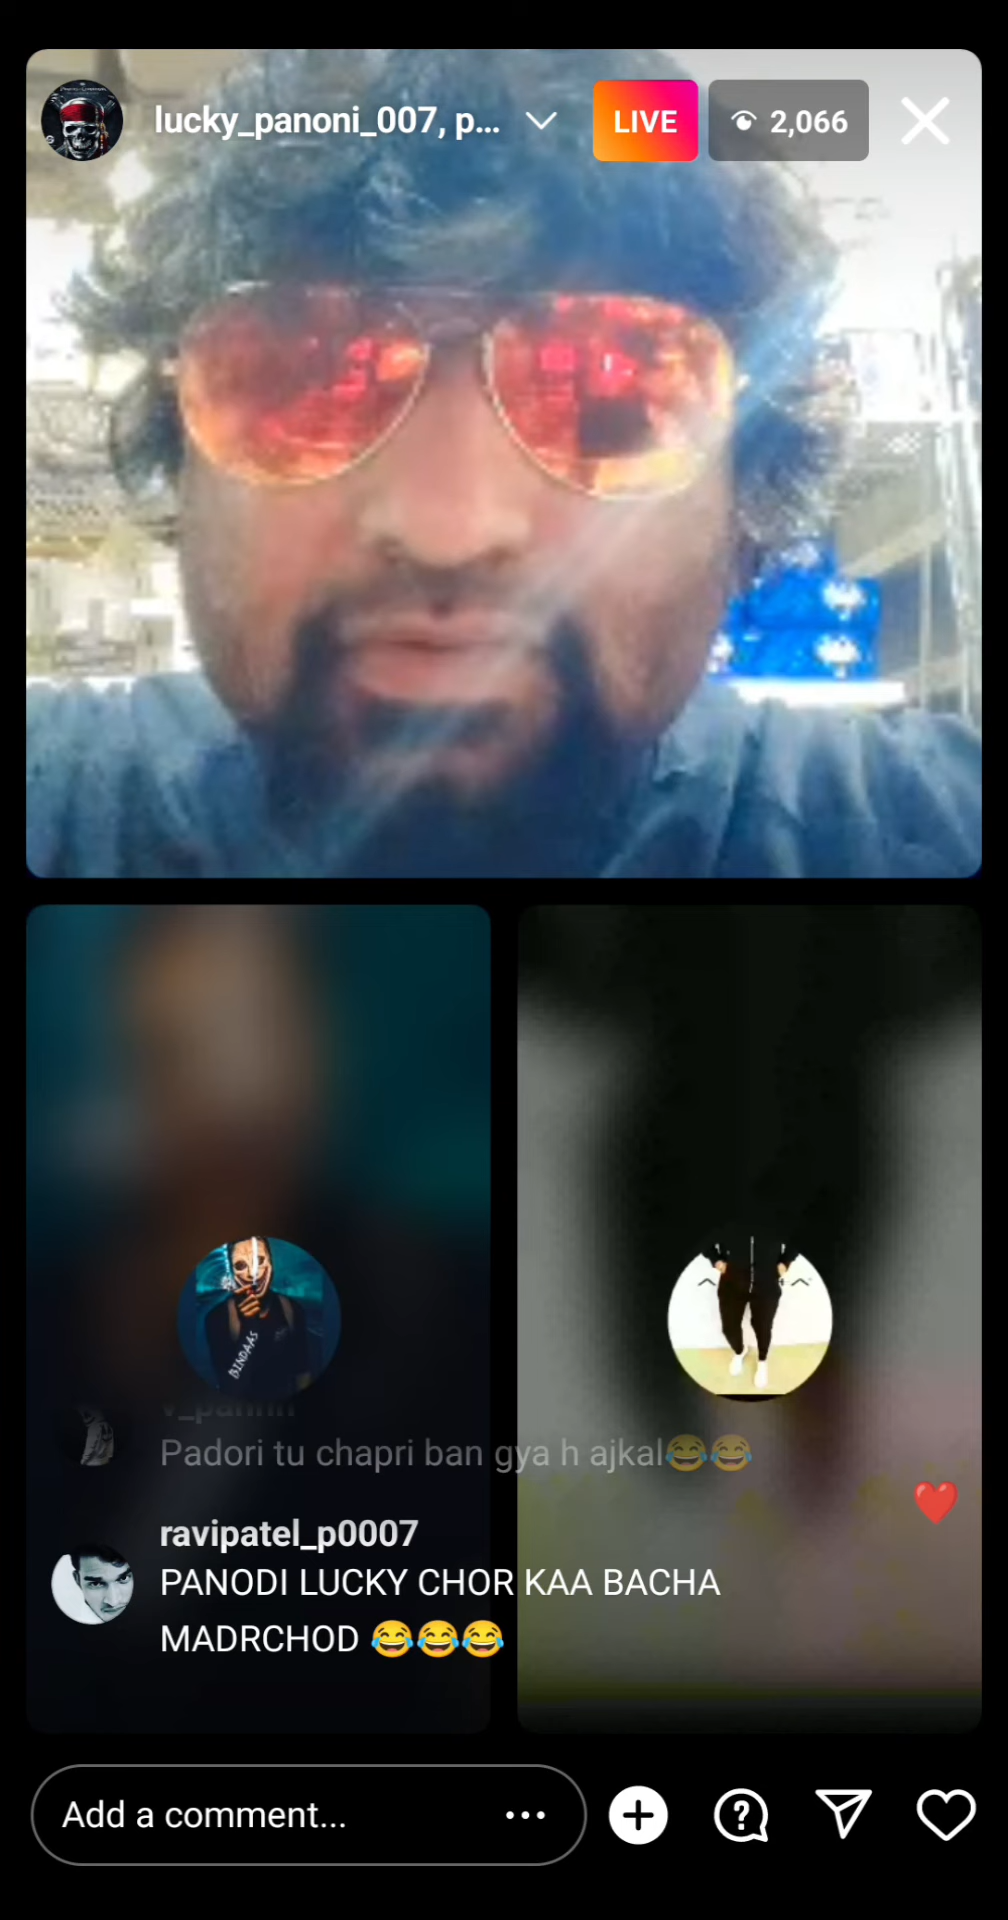 lucky_panoni_007, p...
LIVE
2,066
BINDAAS
Padori tu chapri ban gya h ajkal😂😂
ravipatel_p0007
PANODI LUCKY CHOR KAA BACHA
MADRCHOD 😂😂😂
Add a comment...